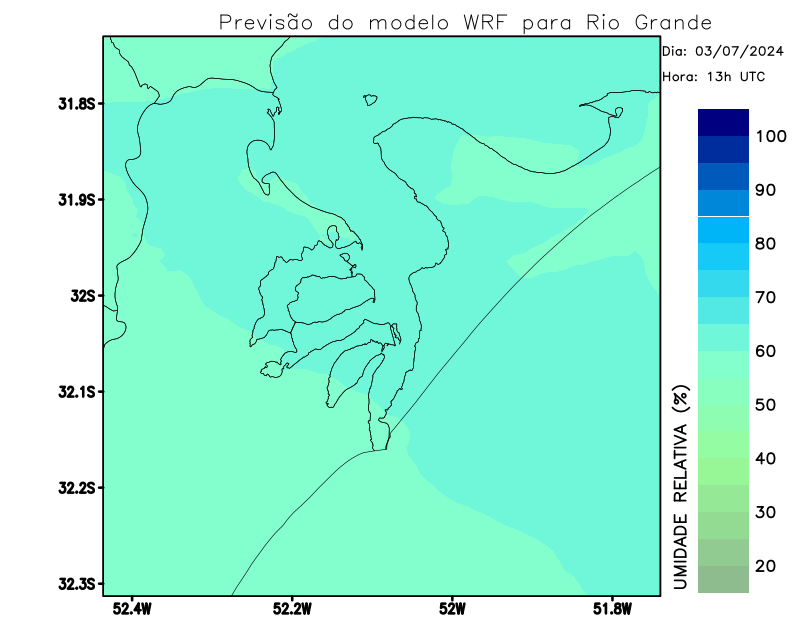 Previsão do modelo WRF para Rio Grande
Dia: 03/07/2024
Hora: 13h UTC
31.8S
31.9S
32S
32.1S
32.2S
32.3S
52.4W
52.2W
52W
51.8W
100
90
80
70
60
50
40
30
20
UMIDADE RELATIVA (%)